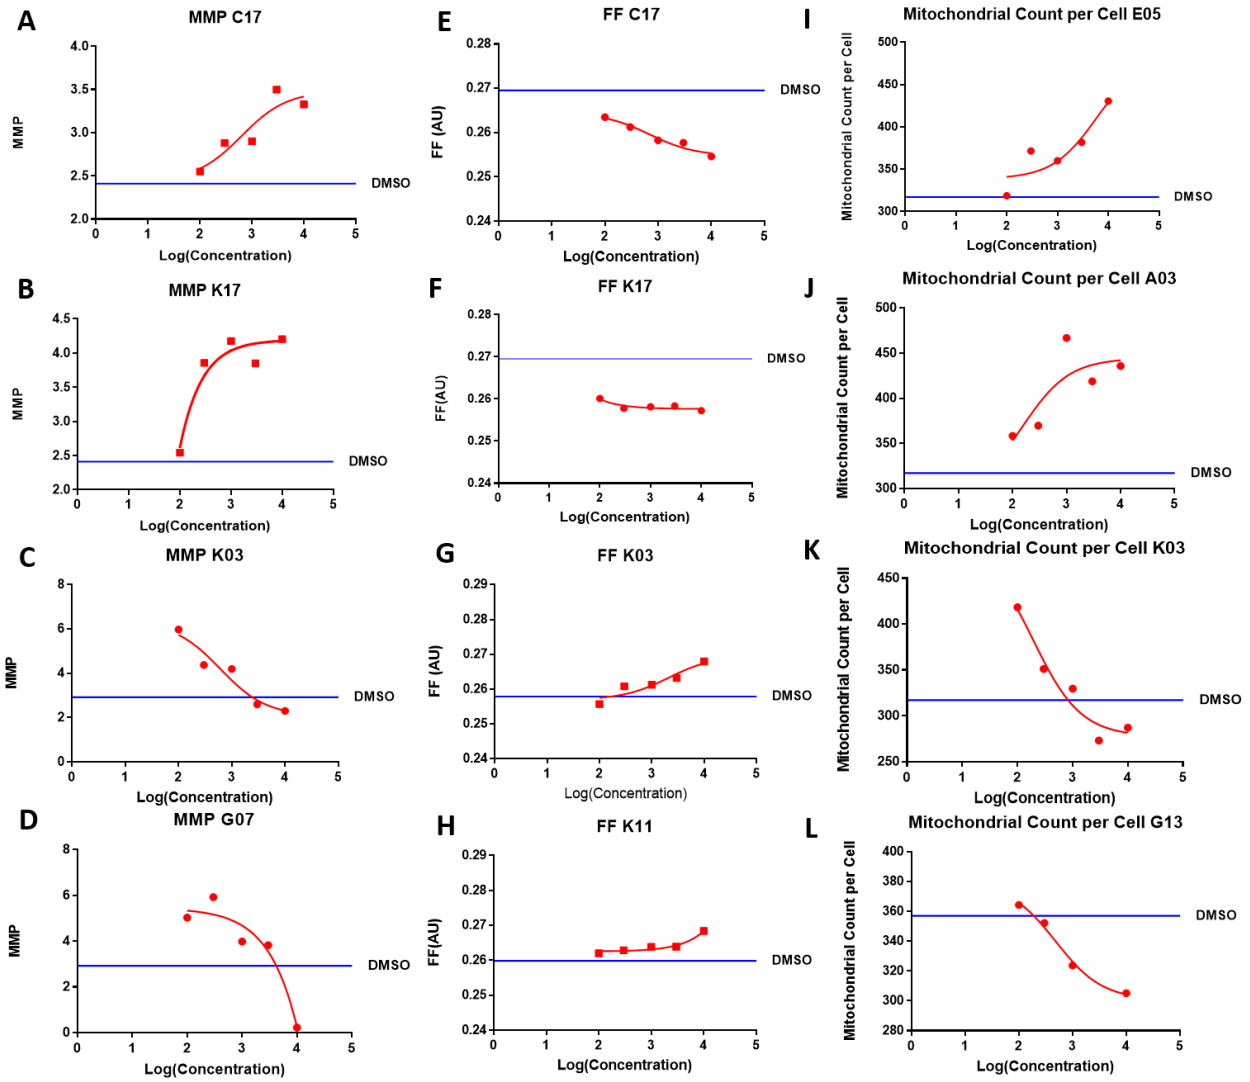 A
MMP C17
4.0
3.5
3.0
2.5
2.0
MMP
DMSO
0 1 2 3 4 5
Log(Concentration)
E
FF C17
0.28
0.27
0.26
0.25
0.24
FF (AU)
DMSO
0 1 2 3 4 5
Log(Concentration)
I
Mitochondrial Count per Cell E05
500
450
400
350
300
Mitochondrial Count per Cell
DMSO
0 1 2 3 4 5
Log(Concentration)
B
MMP K17
4.5
4.0
3.5
3.0
2.5
2.0
MMP
DMSO
0 1 2 3 4 5
Log(Concentration)
F
FF K17
0.28
0.27
0.26
0.25
0.24
FF(AU)
DMSO
0 1 2 3 4 5
Log(Concentration)
J
Mitochondrial Count per Cell A03
500
450
400
350
300
Mitochondrial Count per Cell
DMSO
0 1 2 3 4 5
Log(Concentration)
C
MMP K03
8
6
4
2
0
MMP
DMSO
0 1 2 3 4 5
Log(Concentration)
G
FF K03
0.29
0.28
0.27
0.26
0.25
0.24
FF (AU)
DMSO
0 1 2 3 4 5
Log(Concentration)
K
Mitochondrial Count per Cell K03
450
400
350
300
250
Mitochondrial Count per Cell
DMSO
0 1 2 3 4 5
Log(Concentration)
D
MMP G07
8
6
4
2
0
MMP
DMSO
0 1 2 3 4 5
Log(Concentration)
H
FF K11
0.29
0.28
0.27
0.26
0.25
0.24
FF(AU)
DMSO
0 1 2 3 4 5
Log(Concentration)
L
Mitochondrial Count per Cell G13
400
380
360
340
320
300
280
Mitochondrial Count per Cell
DMSO
0 1 2 3 4 5
Log(Concentration)